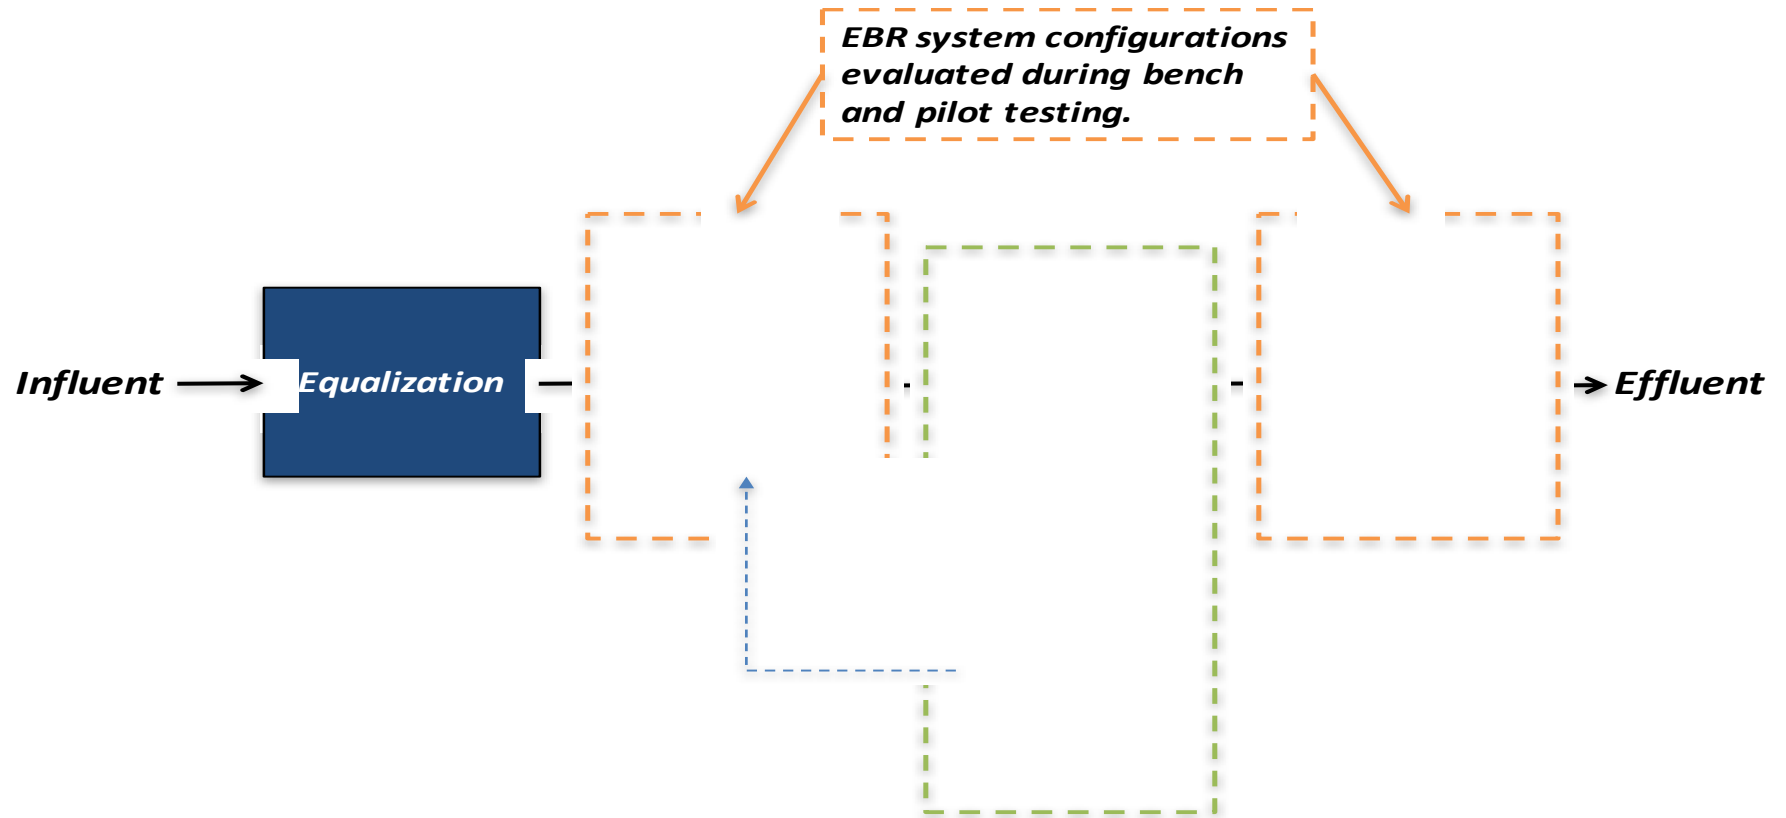 EBR system configurations
evaluated during bench
and pilot testing.
Influent
Equalization
Effluent